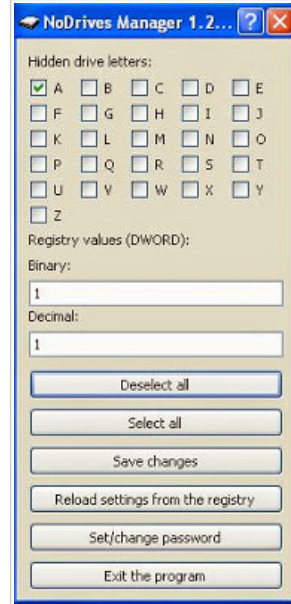 NoDrives Manager 1.2...
Hidden drive letters:
A B C D E
F G H I J
K L M N O
P Q R S T
U V W X Y
Z
Registry values (DWORD):
Binary:
1
Decimal:
1
Deselect all
Select all
Save changes
Reload settings from the registry
Set/change password
Exit the program